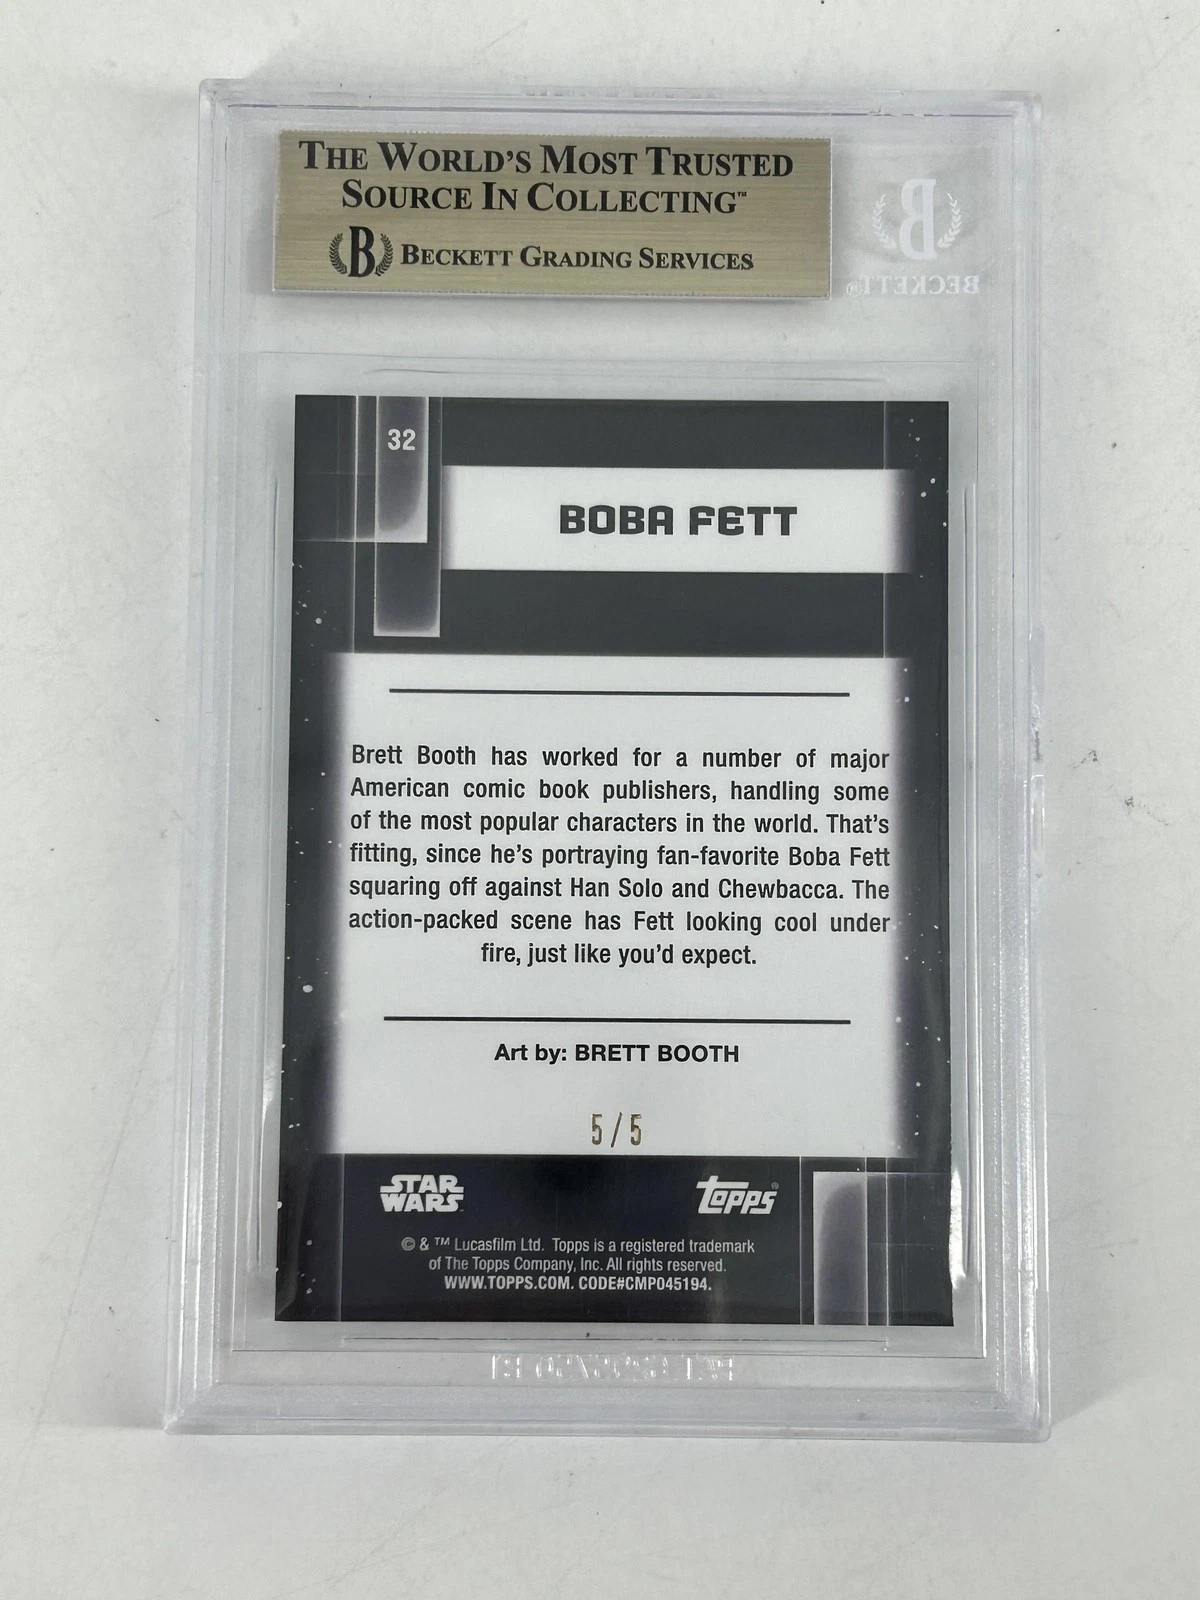 THE WORLD'S MOST TRUSTED
SOURCE IN COLLECTING™
B BECKETT GRADING SERVICES
B
BECKETT®
32
BOBA FETT
Brett Booth has worked for a number of major
American comic book publishers, handling some
of the most popular characters in the world. That's
fitting, since he's portraying fan-favorite Boba Fett
squaring off against Han Solo and Chewbacca. The
action-packed scene has Fett looking cool under
fire, just like you'd expect.
Art by: BRETT BOOTH
5/5
STAR
WARS
Topps®
© & ™ Lucasfilm Ltd. Topps is a registered trademark
of The Topps Company, Inc. All rights reserved.
WWW.TOPPS.COM. CODE#CMP045194.